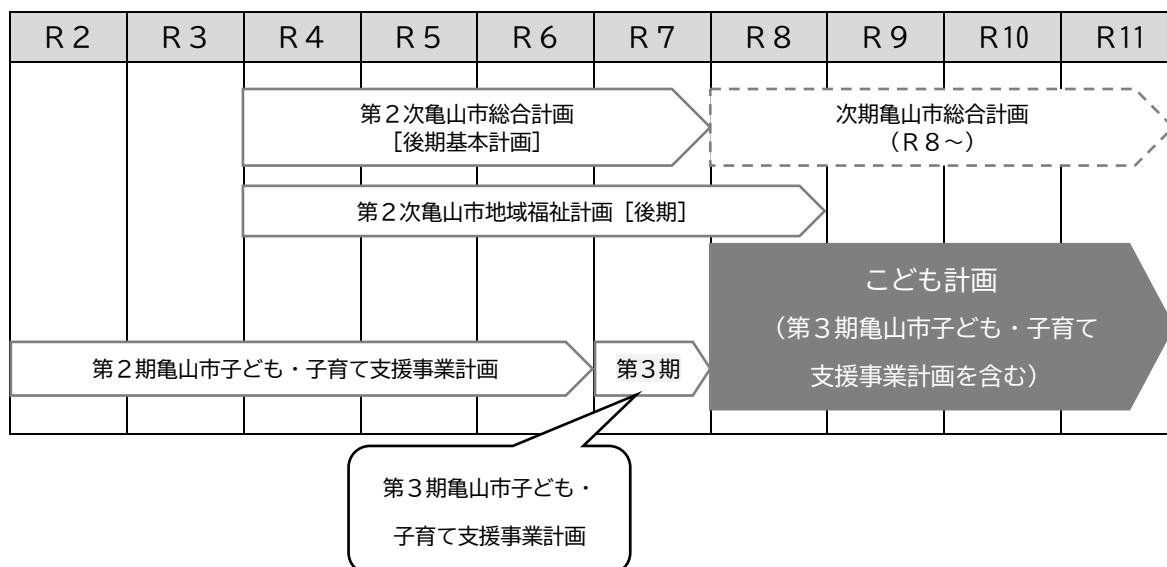 R2 R3 R4 R5 R6 R7 R8 R9 R10 R11
第2次亀山市総合計画
[後期基本計画]
次期亀山市総合計画
(R8～)
第2次亀山市地域福祉計画[後期]
こども計画
(第3期亀山市子ども・子育て
支援事業計画を含む)
第2期亀山市子ども・子育て支援事業計画
第3期
第3期亀山市子ども・
子育て支援事業計画